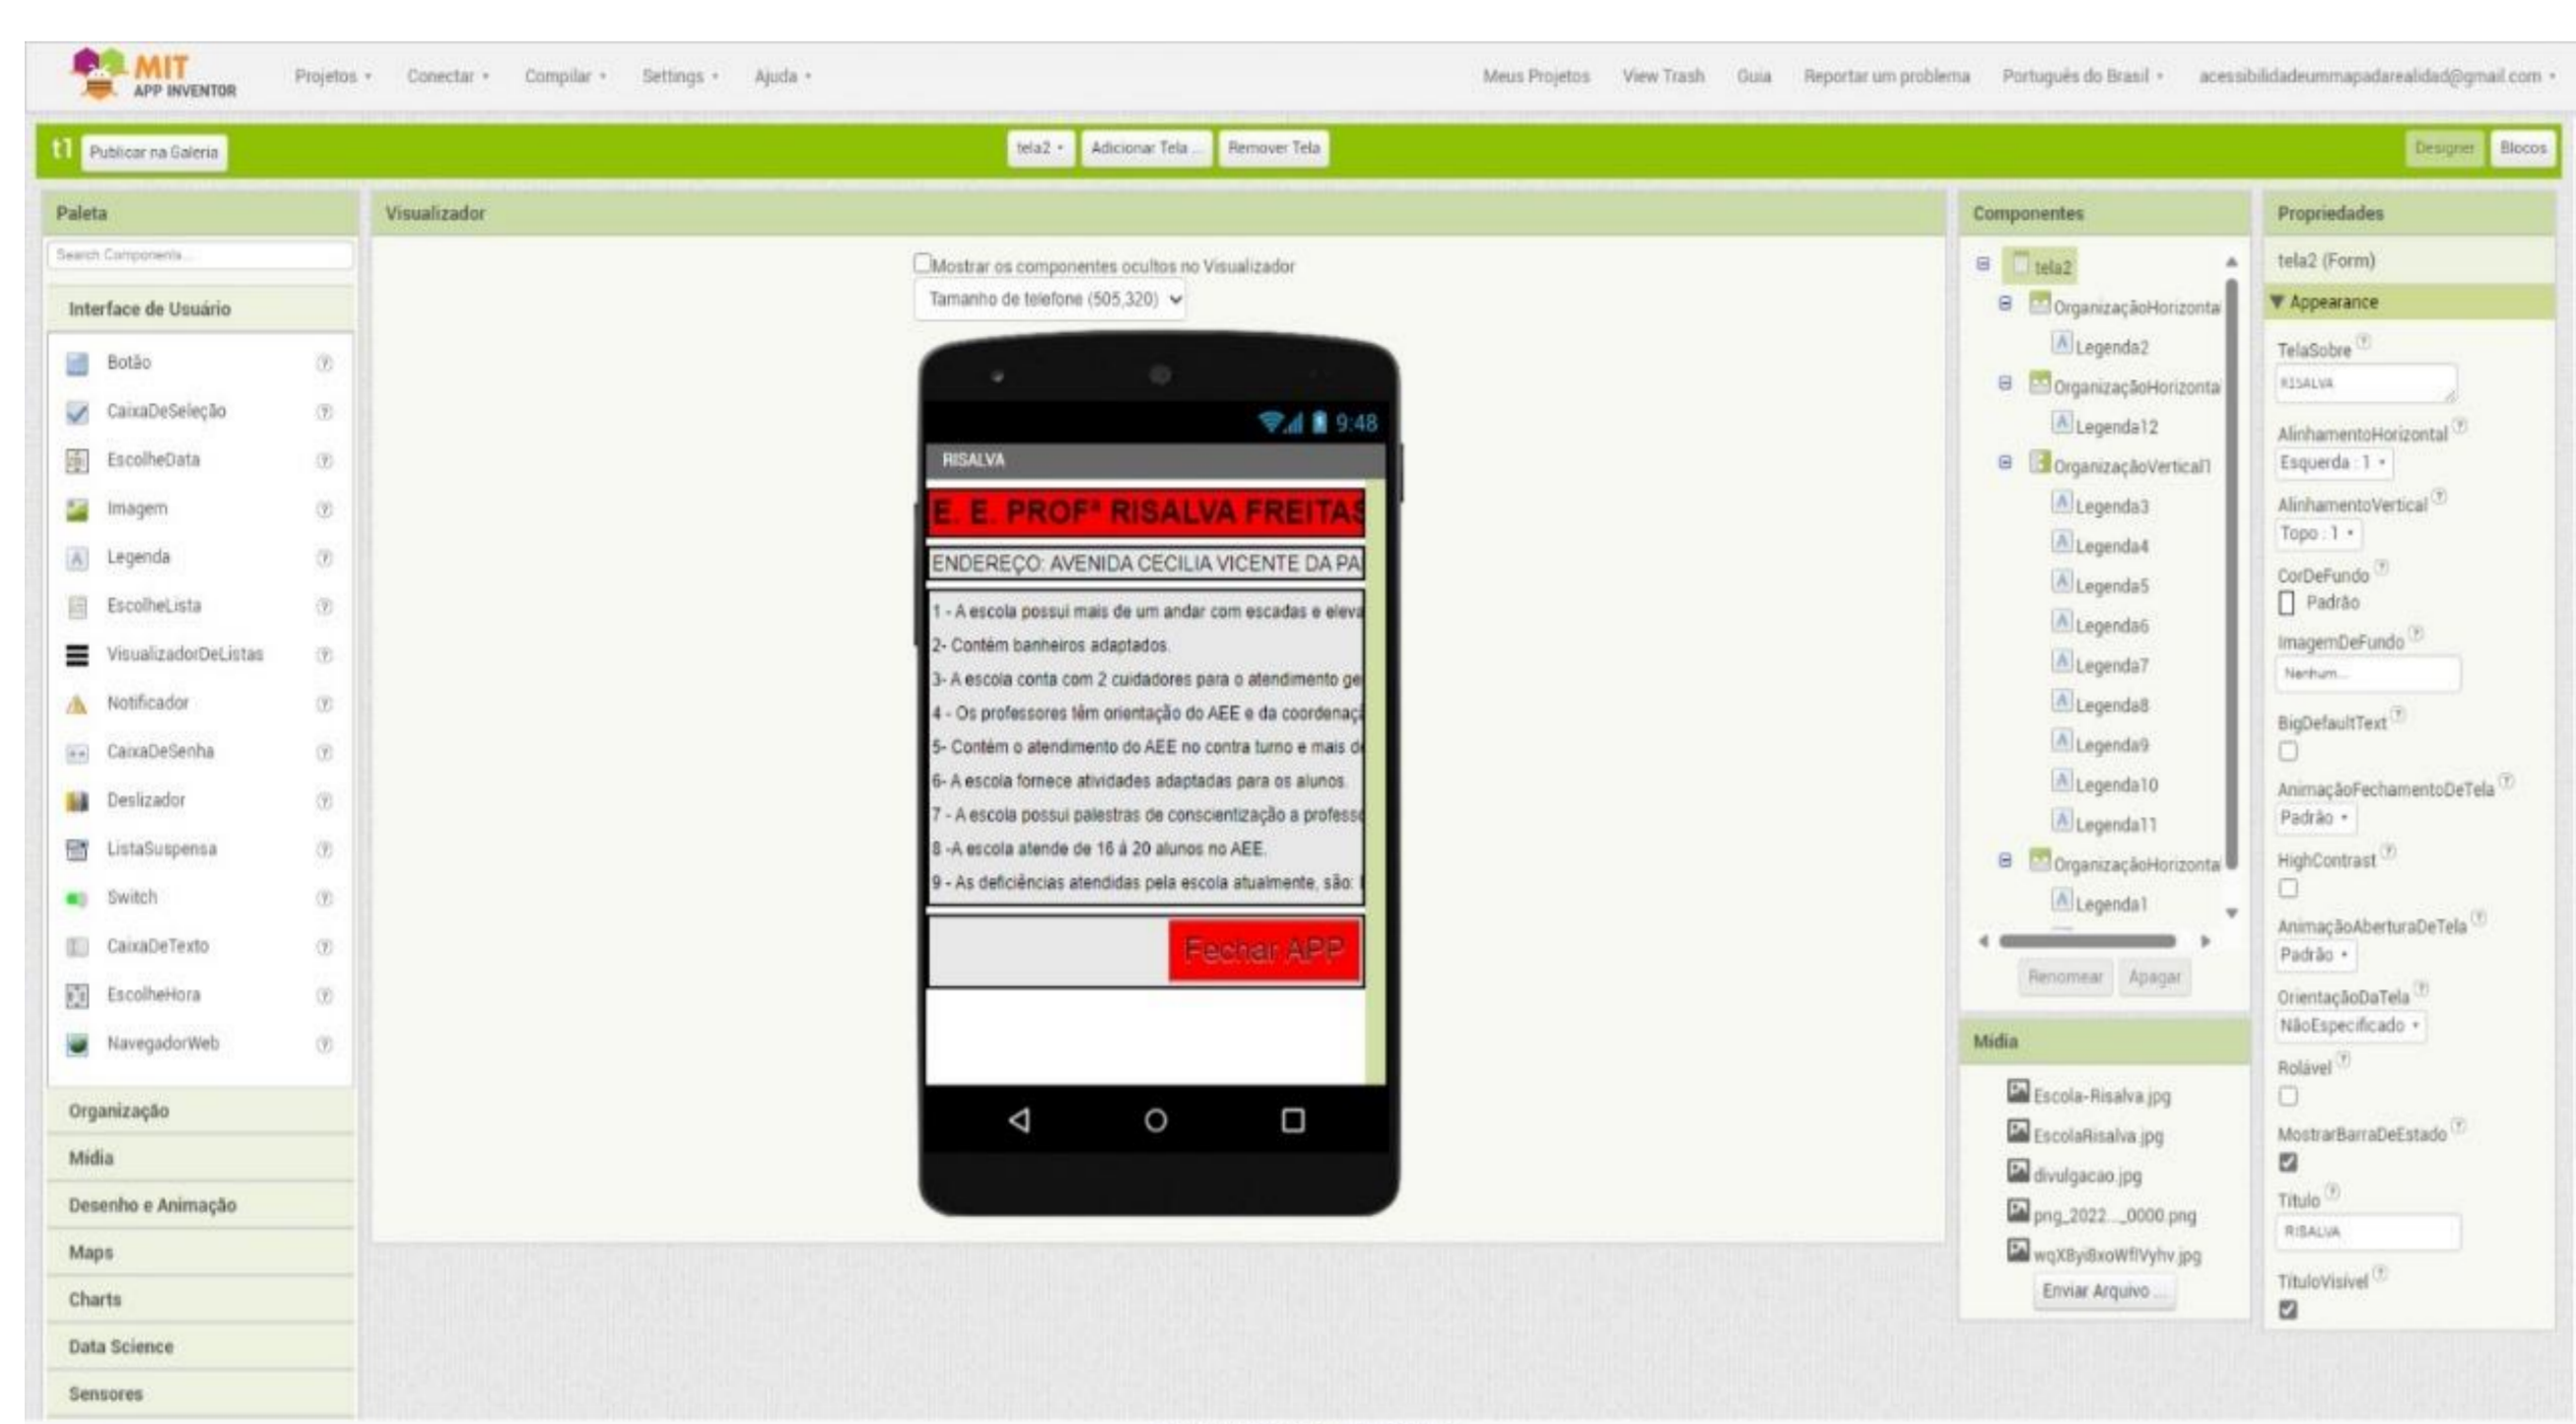 MIT
APP INVENTOR
Projetos
Conectar
Compilar
Settings
Ajuda
Meus Projetos
View Trash
Guia
Reportar um problema
Português do Brasil
acessibilidadeummapadarealidad@gmail.com
t1
Publicar na Galeria
tela2
Adicionar Tela ...
Remover Tela
Designer
Blocos
Paleta
Search Components...
Interface de Usuário
Botão
CaixaDeSeleção
EscolheData
Imagem
Legenda
EscolheLista
VisualizadorDeListas
Notificador
CaixaDeSenha
Deslizador
ListaSuspensa
Switch
CaixaDeTexto
EscolheHora
NavegadorWeb
Organização
Mídia
Desenho e Animação
Maps
Charts
Data Science
Sensores
Visualizador
Mostrar os componentes ocultos no Visualizador
Tamanho de telefone (505,320)
9:48
RISALVA
E. E. PROFª RISALVA FREITAS
ENDEREÇO: AVENIDA CECILIA VICENTE DA PA
1 - A escola possui mais de um andar com escadas e eleva
2- Contém banheiros adaptados.
3- A escola conta com 2 cuidadores para o atendimento ge
4 - Os professores têm orientação do AEE e da coordenaçã
5- Contém o atendimento do AEE no contra turno e mais de
6- A escola fornece atividades adaptadas para os alunos.
7 - A escola possui palestras de conscientização a professo
8 -A escola atende de 16 á 20 alunos no AEE.
9 - As deficiências atendidas pela escola atualmente, são:
Fechar APP
Componentes
tela2
OrganizaçãoHorizontal
Legenda2
OrganizaçãoHorizontal
Legenda12
OrganizaçãoVertical1
Legenda3
Legenda4
Legenda5
Legenda6
Legenda7
Legenda8
Legenda9
Legenda10
Legenda11
OrganizaçãoHorizontal
Legenda1
Renomear
Apagar
Mídia
Escola-Risalva.jpg
EscolaRisalva.jpg
divulgacao.jpg
png_2022..._0000.png
Enviar Arquivo ...
Propriedades
tela2 (Form)
Appearance
TelaSobre
RISALVA
AlinhamentoHorizontal
Esquerda : 1
AlinhamentoVertical
Topo : 1
CorDeFundo
Padrão
ImagemDeFundo
Nenhum...
BigDefaultText
AnimaçãoFechamentoDeTela
Padrão
HighContrast
AnimaçãoAberturaDeTela
Padrão
OrientaçãoDaTela
NãoEspecificado
Rolável
MostrarBarraDeEstado
Título
RISALVA
TítuloVisível